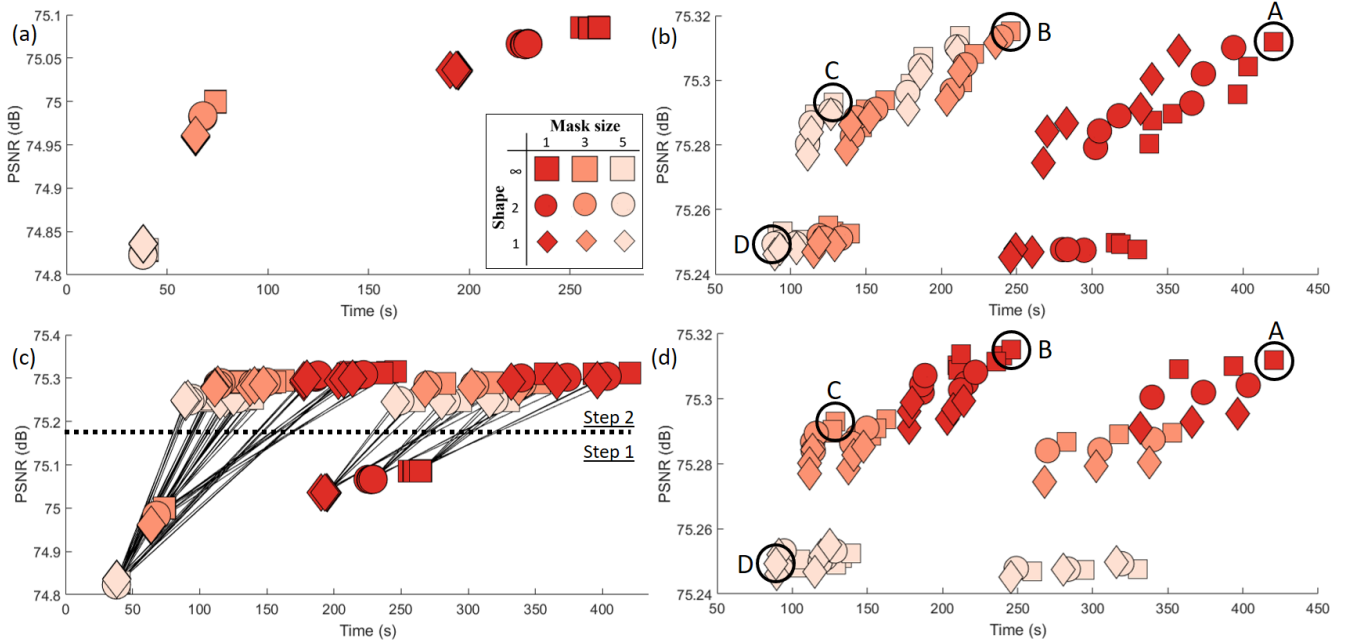 (a)
75.1
75.05
75
74.95
74.9
74.85
74.8
PSNR (dB)
0 50 100 150 200 250
Time (s)
Mask size
1 3 5
Shape
∞
2
1
(b)
75.32
75.3
75.28
75.26
75.24
PSNR (dB)
A
B
C
D
50 100 150 200 250 300 350 400 450
Time (s)
(c)
75.4
75.3
75.2
75.1
75
74.9
74.8
PSNR (dB)
Step 2
Step 1
0 50 100 150 200 250 300 350 400
Time (s)
(d)
75.32
75.3
75.28
75.26
75.24
PSNR (dB)
A
B
C
D
50 100 150 200 250 300 350 400 450
Time (s)